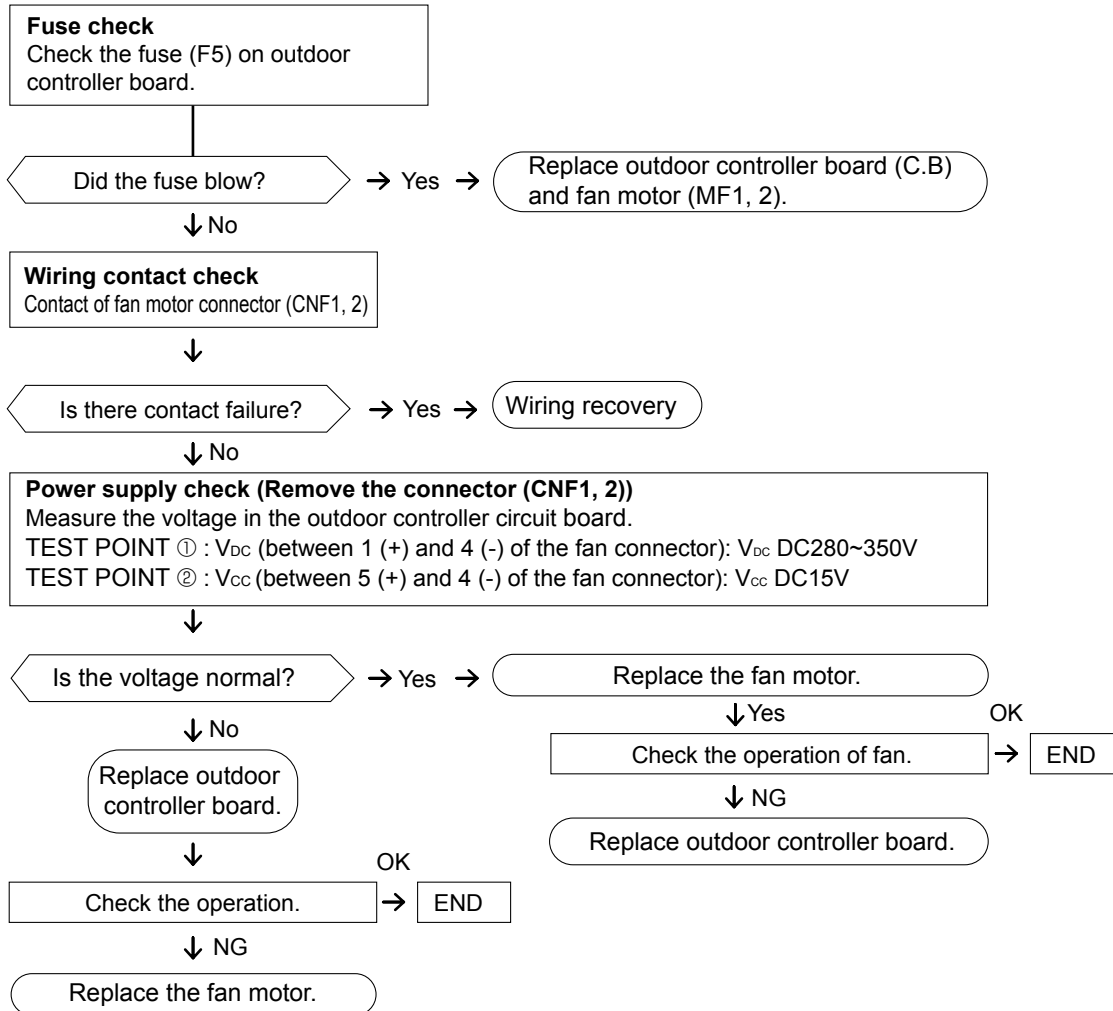 Fuse check
Check the fuse (F5) on outdoor
controller board.
Did the fuse blow?
Yes
Replace outdoor controller board (C.B)
and fan motor (MF1, 2).
No
Wiring contact check
Contact of fan motor connector (CNF1, 2)
Is there contact failure?
Yes
Wiring recovery
No
Power supply check (Remove the connector (CNF1, 2))
Measure the voltage in the outdoor controller circuit board.
TEST POINT ① : VDC (between 1 (+) and 4 (-) of the fan connector): VDC DC280~350V
TEST POINT ② : VCC (between 5 (+) and 4 (-) of the fan connector): Vcc DC15V
Is the voltage normal?
Yes
Replace the fan motor.
No
Yes
OK
Replace outdoor
controller board.
Check the operation of fan.
END
NG
Replace outdoor controller board.
OK
Check the operation.
END
NG
Replace the fan motor.